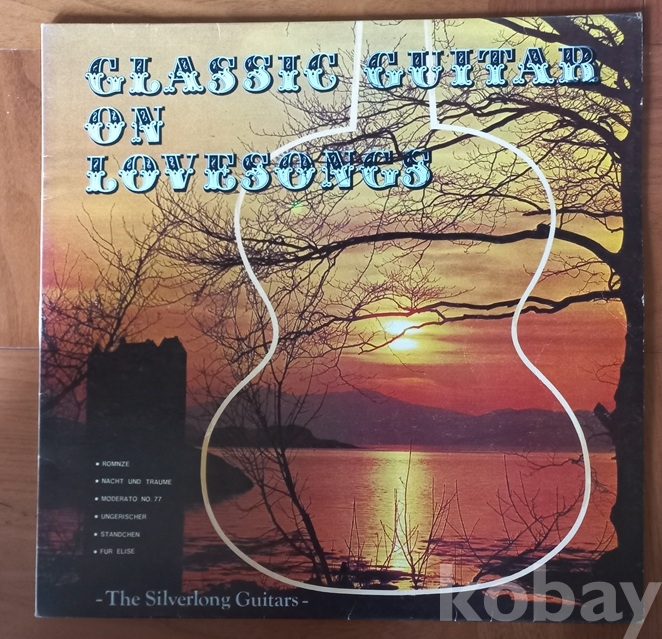 CLASSIC GUITAR
ON
LOVESONGS
• ROMNZE
• NACHT UND TRAUME
• MODERATO NO. 77
• UNGERISCHER
• STANDCHEN
• FUR ELISE
- The Silverlong Guitars -
kobay